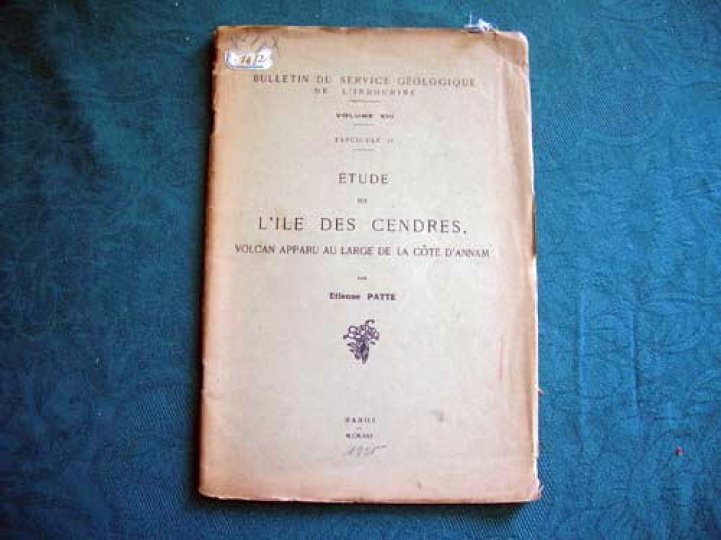 BULLETIN DU SERVICE GÉOLOGIQUE
DE L'INDOCHINE
VOLUME XIII
FASCICULE II
ÉTUDE
DE
L'ILE DES CENDRES,
VOLCAN APPARU AU LARGE DE LA CÔTE D'ANNAM
PAR
Etienne PATTE
HANOI
1925